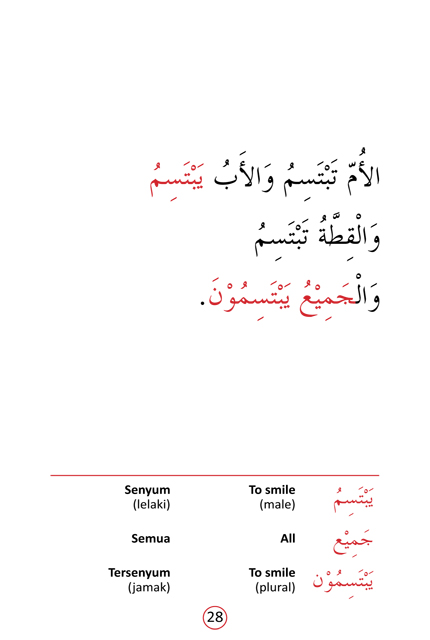 الأُمّ تَبْتَسِمُ وَالأَبُ يَبْتَسِمُ
وَالْقِطَّةُ تَبْتَسِمُ
وَالْجَمِيْعُ يَبْتَسِمُوْنَ.
Senyum To smile يَبْتَسِمُ
(lelaki) (male)
Semua All جَمِيْع
Tersenyum To smile يَبْتَسِمُوْن
(jamak) (plural)
28